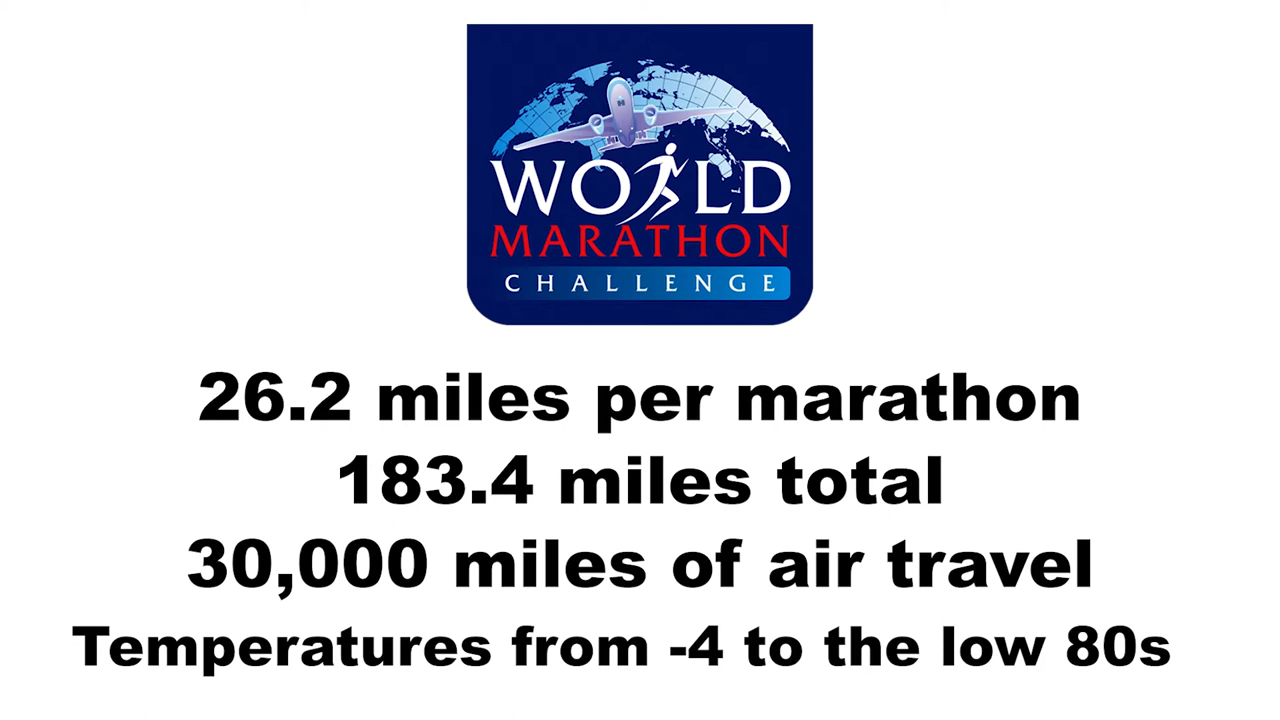 WORLD
MARATHON
CHALLENGE
26.2 miles per marathon
183.4 miles total
30,000 miles of air travel
Temperatures from -4 to the low 80s